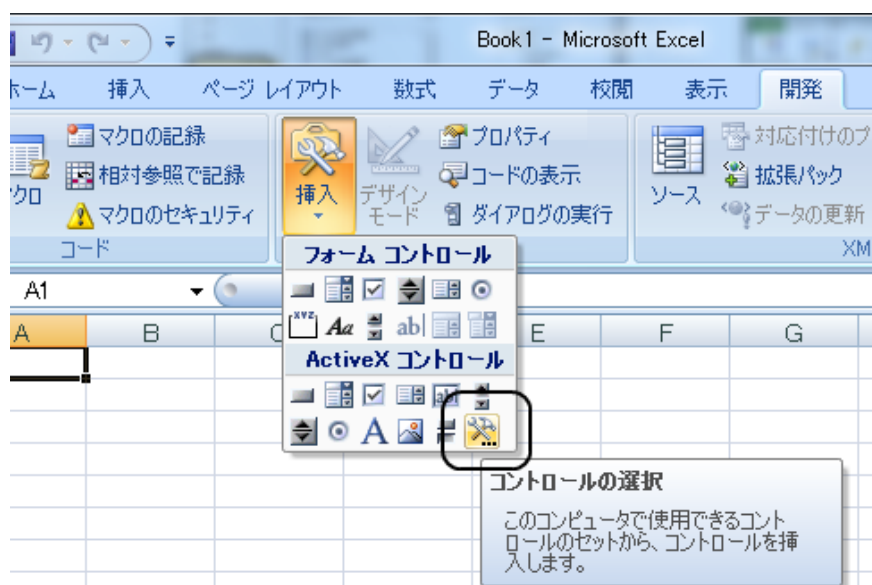 Book1 - Microsoft Excel
ホーム 挿入 ページ レイアウト 数式 データ 校閲 表示 開発
マクロの記録
相対参照で記録
マクロのセキュリティ
コード
挿入
デザイン
モード
プロパティ
コードの表示
ダイアログの実行
ソース
対応付けのプ
拡張パック
データの更新
XM
フォーム コントロール
XYZ Aa ab|
ActiveX コントロール
abl
A
A1
A B C E F G
コントロールの選択
このコンピュータで使用できるコント
ロールのセットから、コントロールを挿
入します。